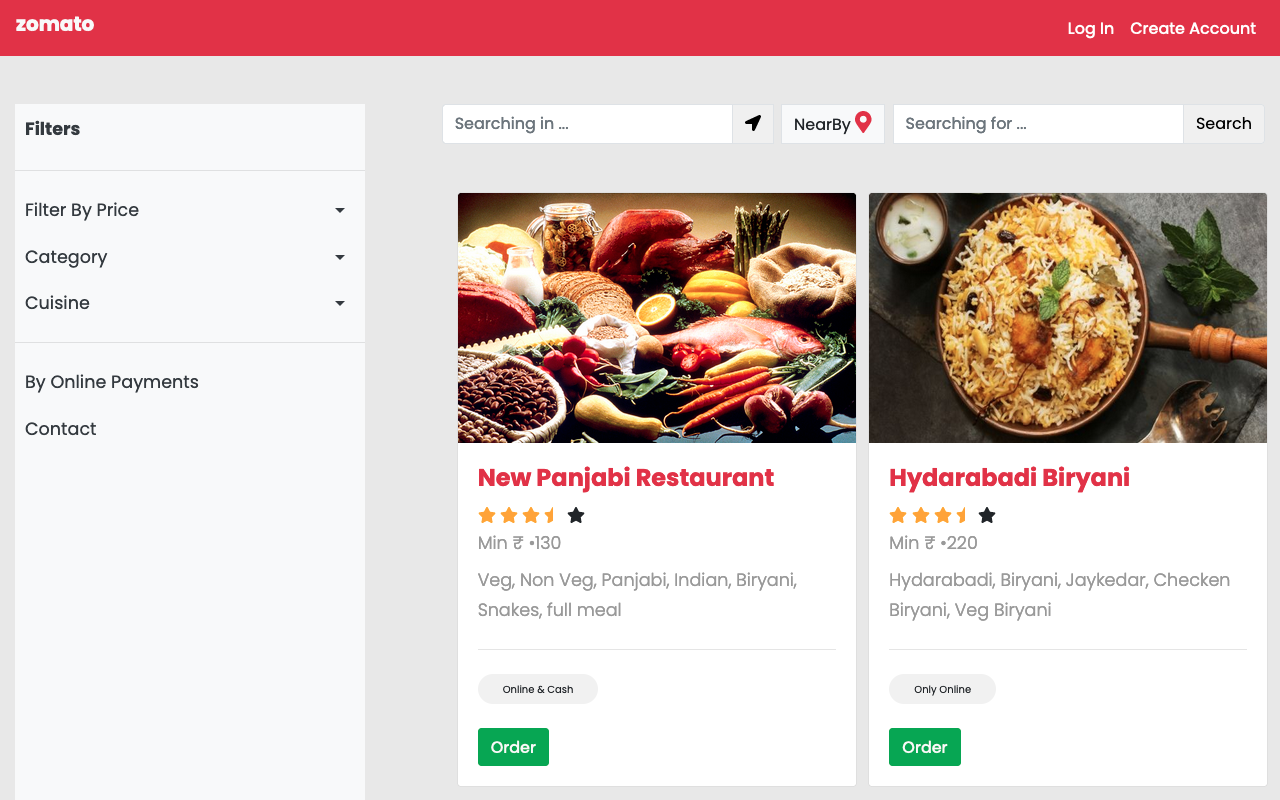 zomato
Log In
Create Account
Filters
Filter By Price
Category
Cuisine
By Online Payments
Contact
Searching in ...
NearBy
Searching for ...
Search
New Panjabi Restaurant
Min ₹ •130
Veg, Non Veg, Panjabi, Indian, Biryani,
Snakes, full meal
Online & Cash
Order
Hydarabadi Biryani
Min ₹ •220
Hydarabadi, Biryani, Jaykedar, Checken
Biryani, Veg Biryani
Only Online
Order